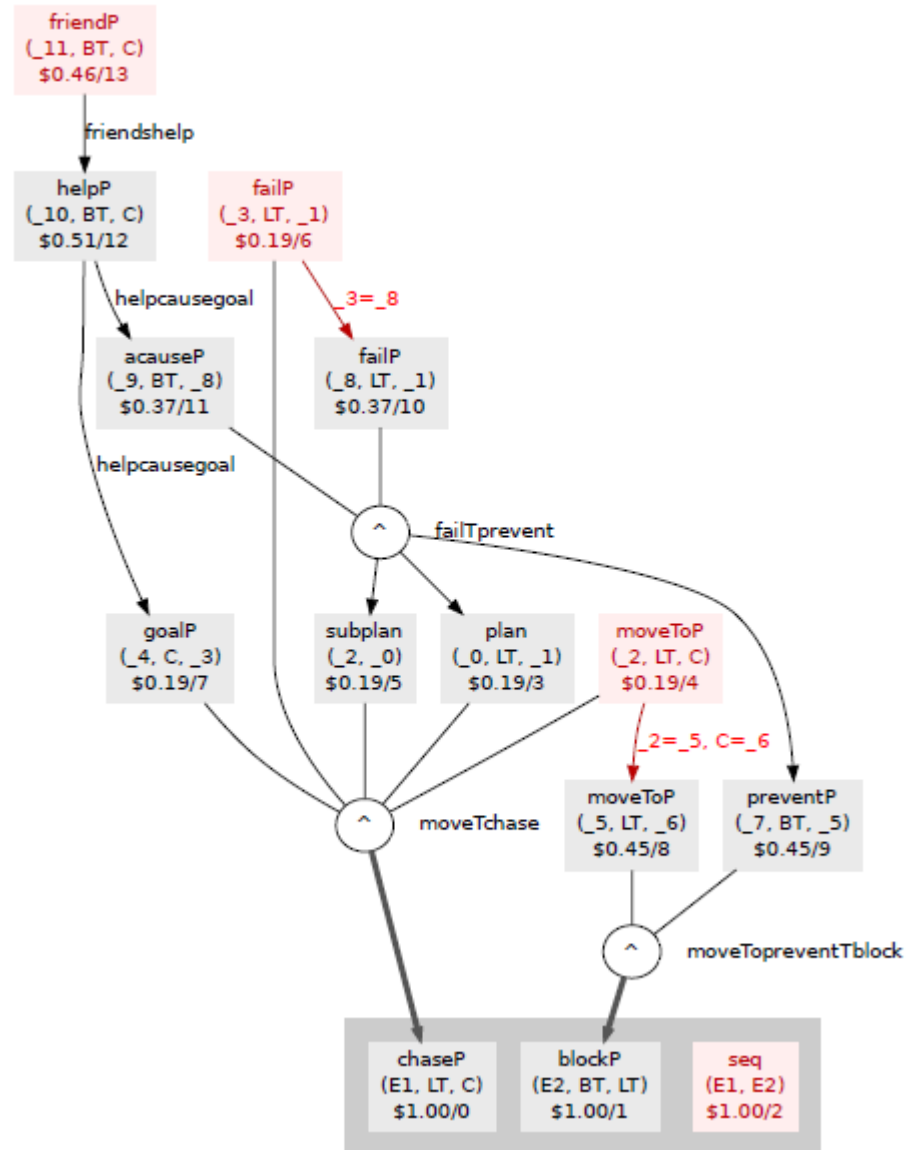 friendP
(_11, BT, C)
$0.46/13
friendshelp
helpP
(_10, BT, C)
$0.51/12
failP
(_3, LT, _1)
$0.19/6
helpcausegoal
_3=_8
acauseP
(_9, BT, _8)
$0.37/11
failP
(_8, LT, _1)
$0.37/10
helpcausegoal
^
failTprevent
goalP
(_4, C, _3)
$0.19/7
subplan
(_2, _0)
$0.19/5
plan
(_0, LT, _1)
$0.19/3
moveToP
(_2, LT, C)
$0.19/4
_2=_5, C=_6
^
moveTchase
moveToP
(_5, LT, _6)
$0.45/8
preventP
(_7, BT, _5)
$0.45/9
^
moveTopreventTblock
chaseP
(E1, LT, C)
$1.00/0
blockP
(E2, BT, LT)
$1.00/1
seq
(E1, E2)
$1.00/2